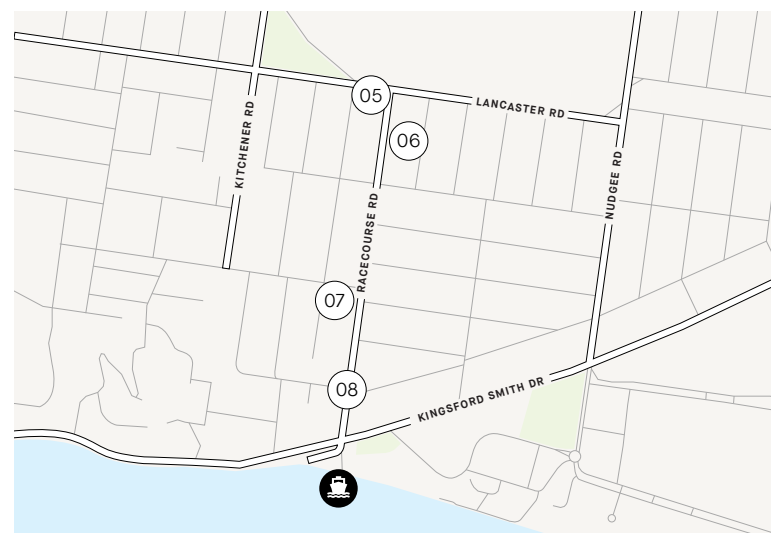 05
LANCASTER RD
06
KITCHENER RD
NUDGEE RD
RACECOURSE RD
07
08
KINGSFORD SMITH DR